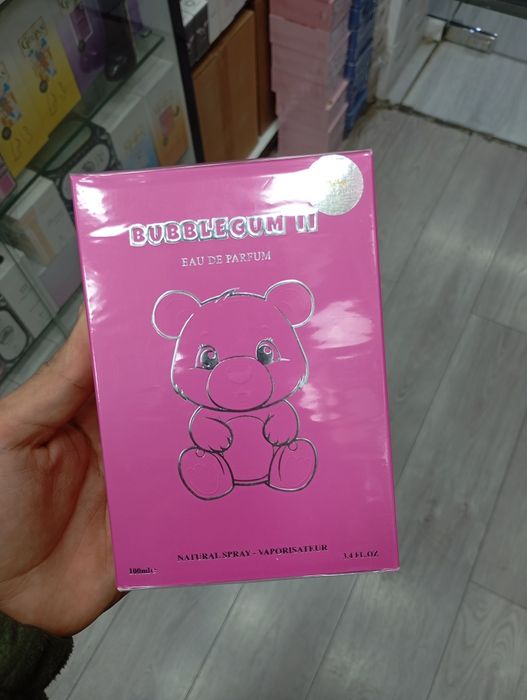 BUBBLEGUM II
EAU DE PARFUM
NATURAL SPRAY - VAPORISATEUR
100ml℮
3.4 FL.OZ